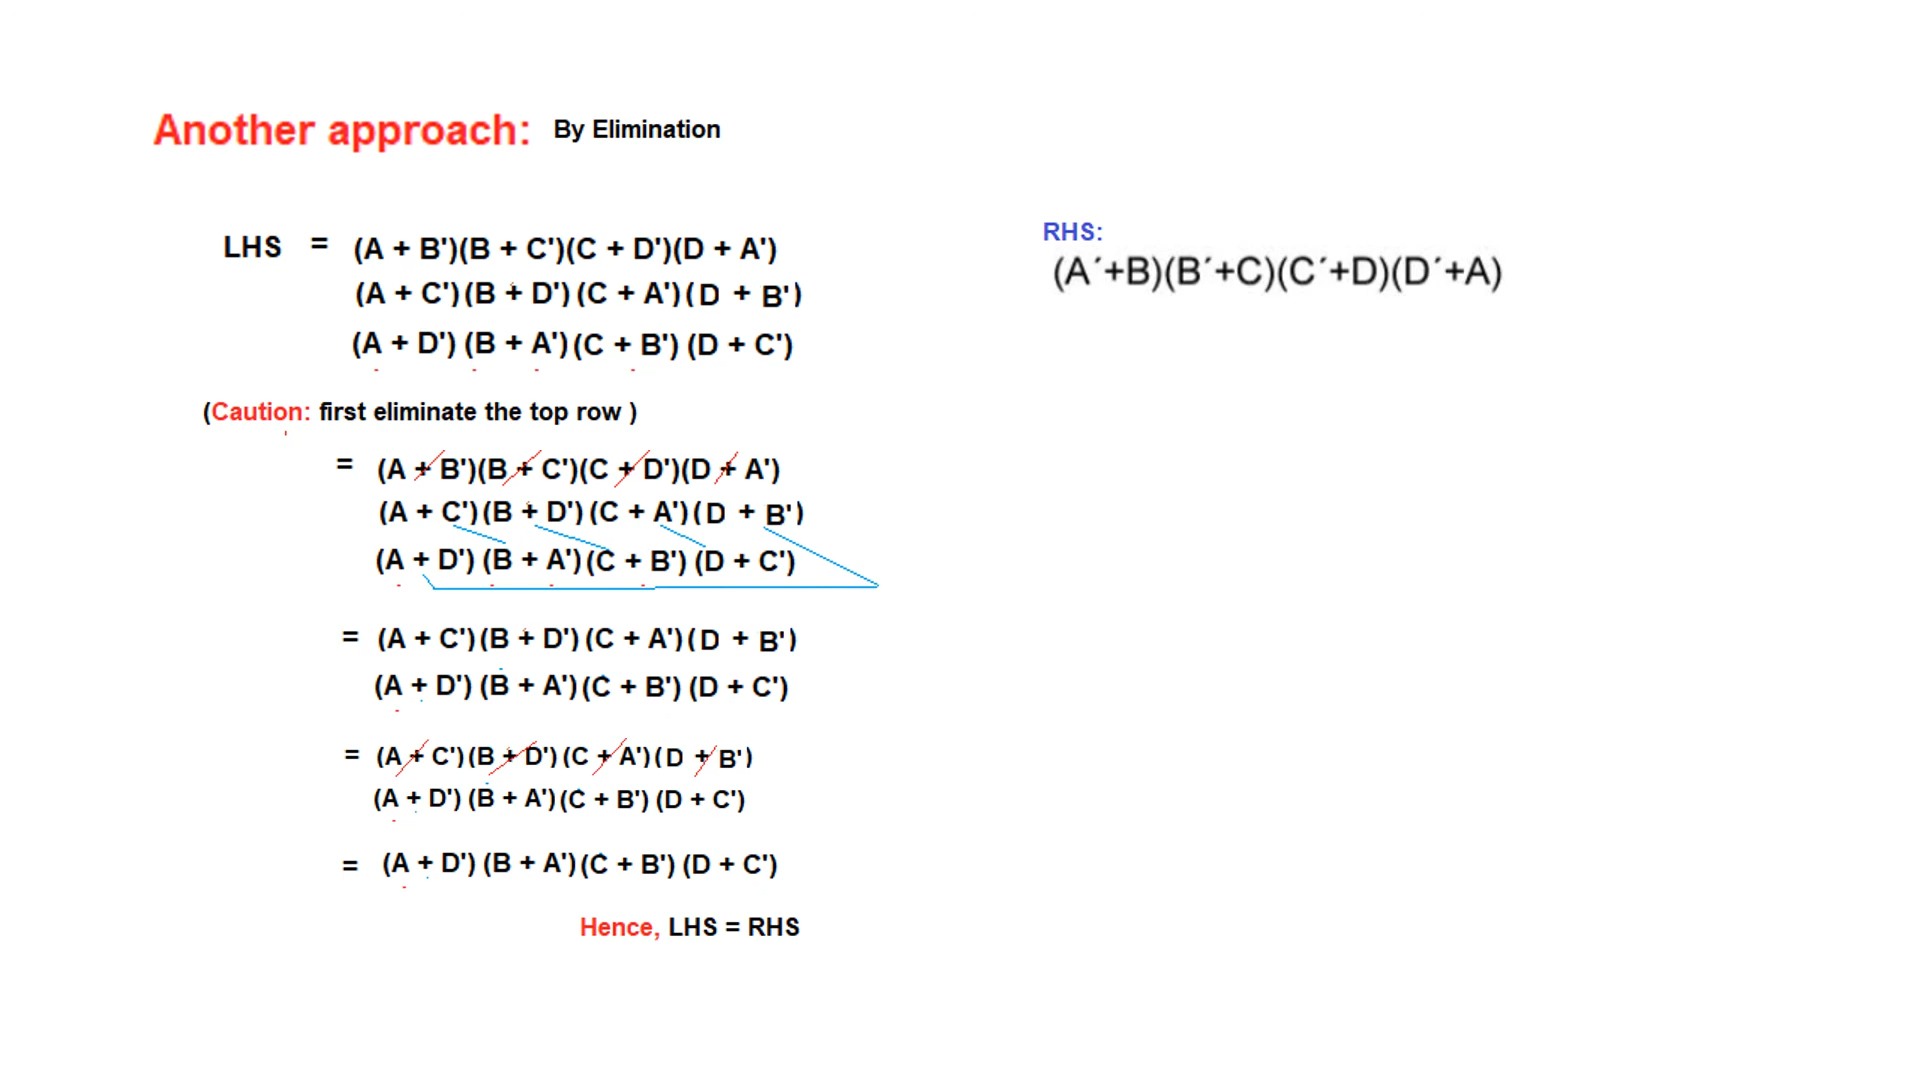 Another approach: By Elimination
LHS = (A + B')(B + C')(C + D')(D + A')
(A + C')(B + D')(C + A')(D + B')
(A + D')(B + A')(C + B')(D + C')
RHS:
(A´+B)(B´+C)(C´+D)(D´+A)
(Caution: first eliminate the top row )
= (A + B')(B + C')(C + D')(D + A')
(A + C')(B + D')(C + A')(D + B')
(A + D')(B + A')(C + B')(D + C')
= (A + C')(B + D')(C + A')(D + B')
(A + D')(B + A')(C + B')(D + C')
= (A + C')(B + D')(C + A')(D + B')
(A + D')(B + A')(C + B')(D + C')
= (A + D')(B + A')(C + B')(D + C')
Hence, LHS = RHS